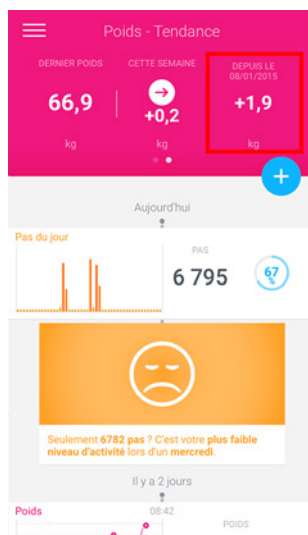 Poids - Tendance
DERNIER POIDS
CETTE SEMAINE
DEPUIS LE
08/01/2015
66,9
+0,2
+1,9
kg
kg
kg
+
Aujourd'hui
Pas du jour
PAS
6 795
67
%
Seulement 6782 pas ? C'est votre plus faible
niveau d'activité lors d'un mercredi.
Il y a 2 jours
Poids
08:42
POIDS